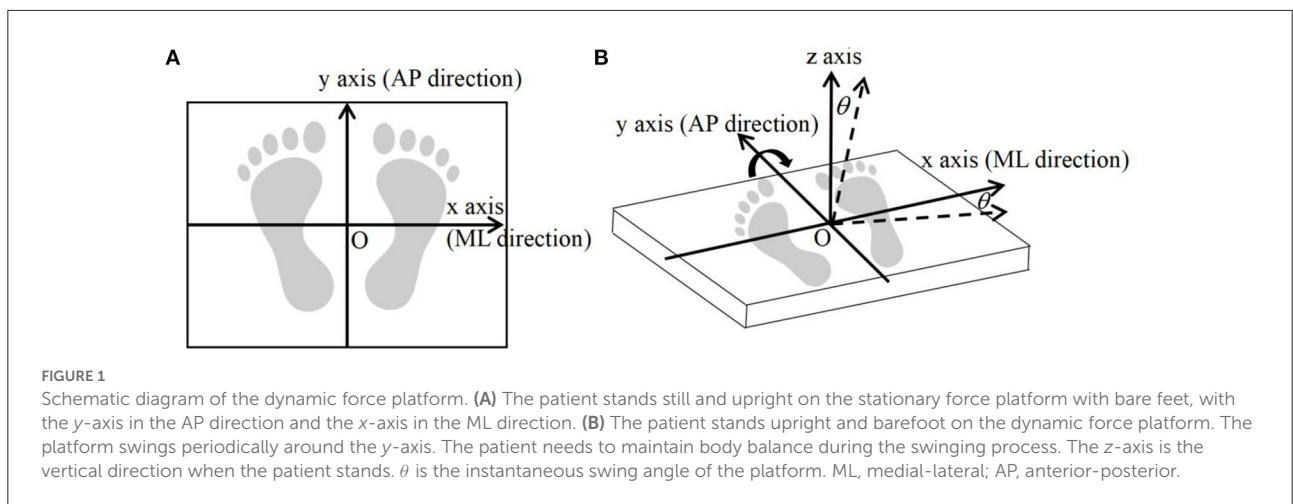 A
y axis (AP direction)
x axis
(ML direction)
O
B
z axis
θ
y axis (AP direction)
x axis (ML direction)
θ
O
FIGURE 1
Schematic diagram of the dynamic force platform. (A) The patient stands still and upright on the stationary force platform with bare feet, with
the y-axis in the AP direction and the x-axis in the ML direction. (B) The patient stands upright and barefoot on the dynamic force platform. The
platform swings periodically around the y-axis. The patient needs to maintain body balance during the swinging process. The z-axis is the
vertical direction when the patient stands. θ is the instantaneous swing angle of the platform. ML, medial-lateral; AP, anterior-posterior.